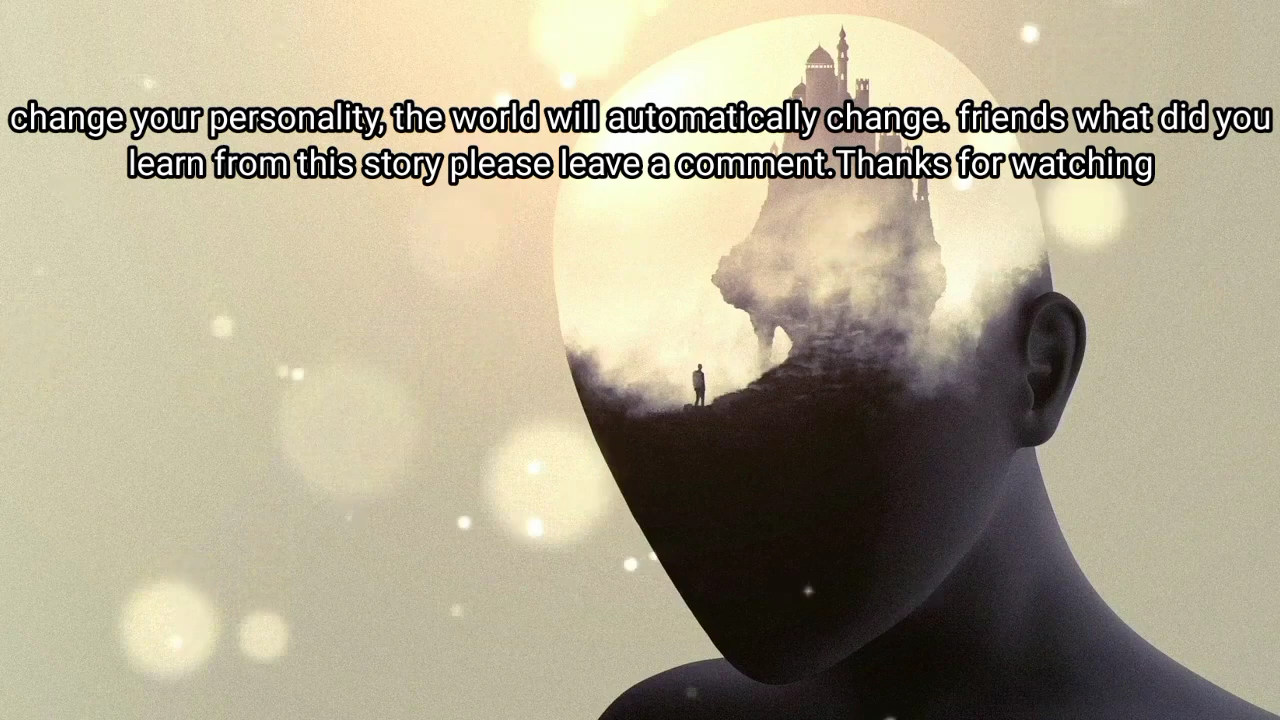 change your personality, the world will automatically change. friends what did you
learn from this story please leave a comment.Thanks for watching